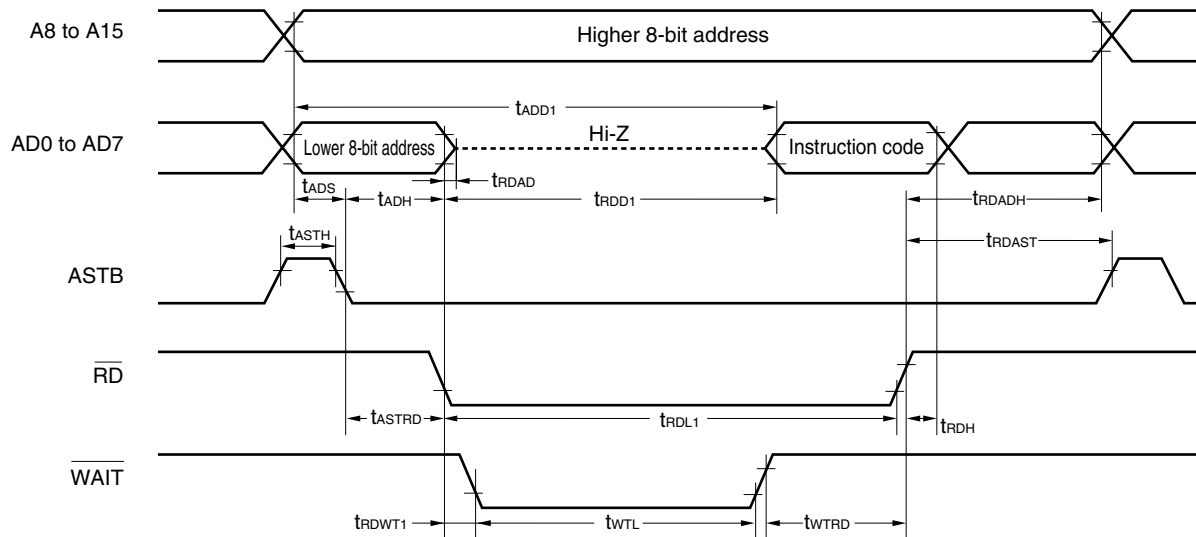 A8 to A15
Higher 8-bit address
tADD1
AD0 to AD7
Lower 8-bit address
Hi-Z
Instruction code
tRDAD
tADS
tADH
tRDD1
tRDADH
tASTH
tRDAST
ASTB
RD
tASTRD
tRDL1
tRDH
WAIT
tRDWT1
tWTL
tWTRD